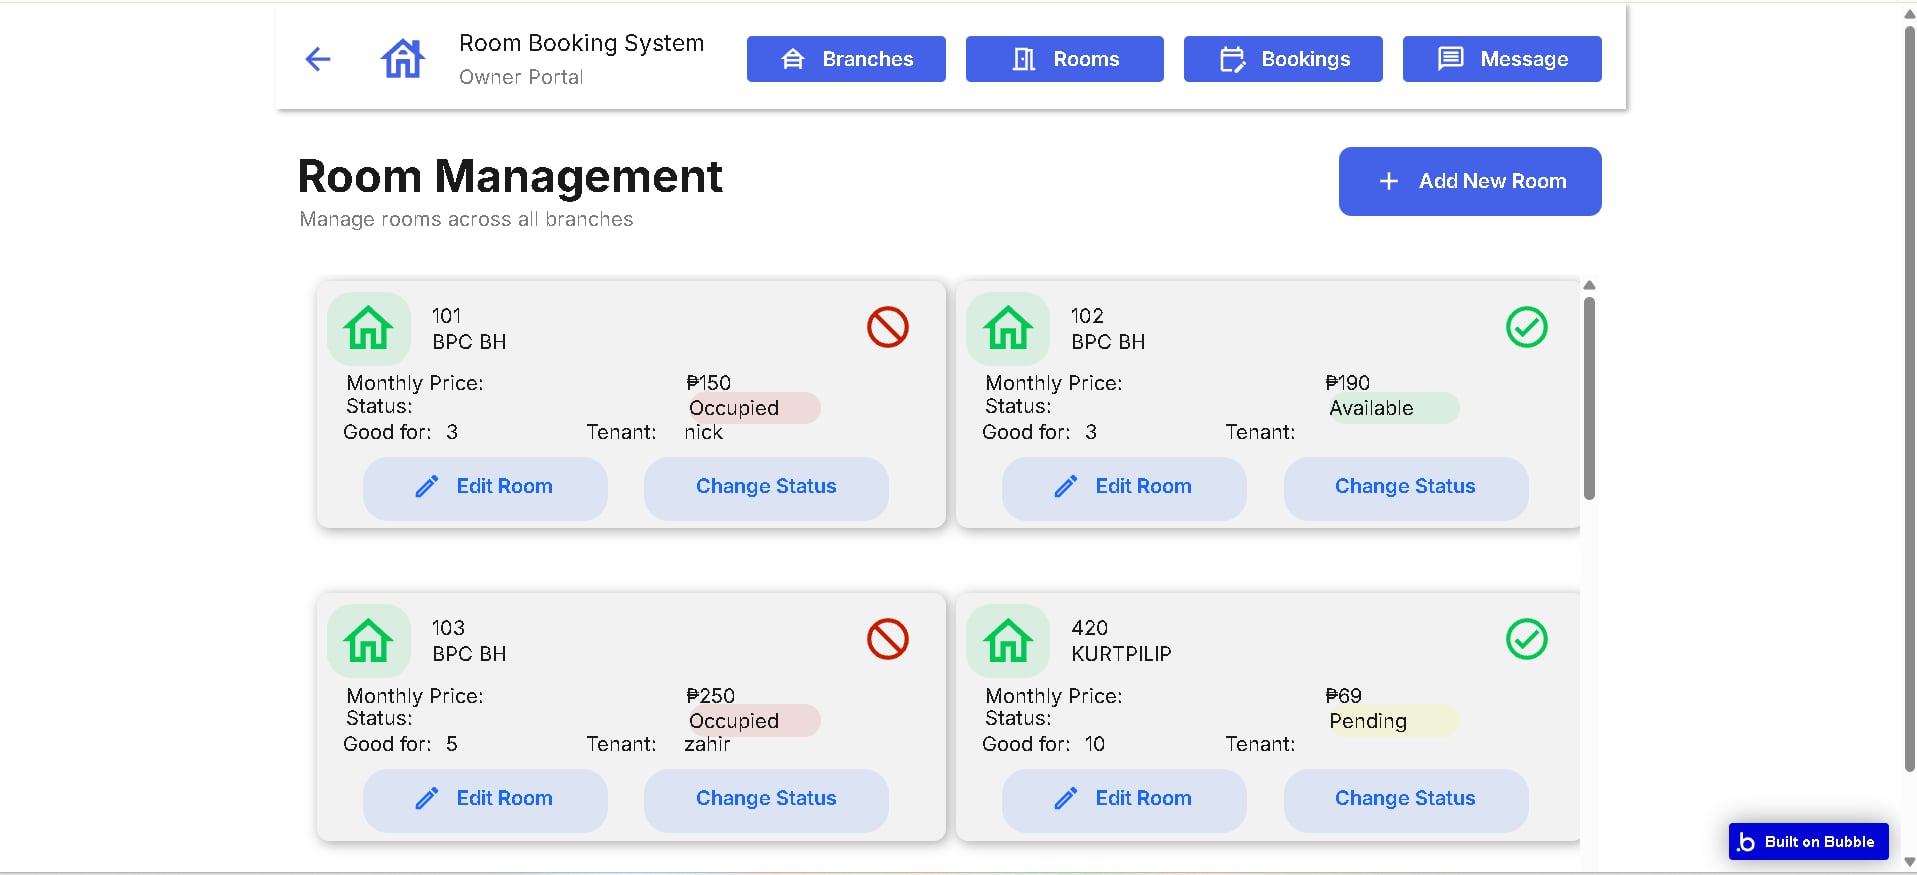 Room Booking System
Owner Portal
Branches
Rooms
Bookings
Message
Room Management
Manage rooms across all branches
+ Add New Room
101
BPC BH
Monthly Price: ₱150
Status: Occupied
Good for: 3 Tenant: nick
Edit Room Change Status
102
BPC BH
Monthly Price: ₱190
Status: Available
Good for: 3 Tenant:
Edit Room Change Status
103
BPC BH
Monthly Price: ₱250
Status: Occupied
Good for: 5 Tenant: zahir
Edit Room Change Status
420
KURTPILIP
Monthly Price: ₱69
Status: Pending
Good for: 10 Tenant:
Edit Room Change Status
Built on Bubble